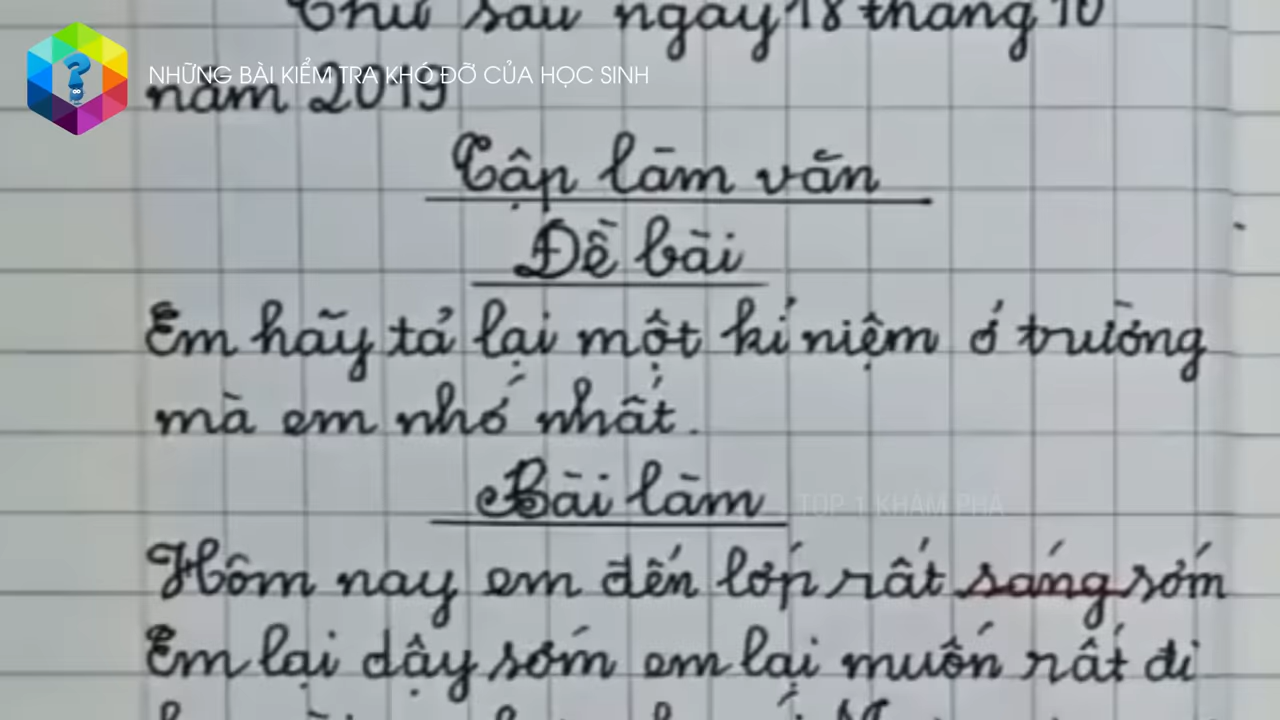 Thứ sáu ngày 18 tháng 10
NHỮNG BÀI KIỂM TRA KHÓ ĐỠ CỦA HỌC SINH
năm 2019
Tập làm văn
Đề bài
Em hãy tả lại một kỉ niệm ở trường
mà em nhớ nhất.
Bài làm
TOP 1 KHÁM PHÁ
Hôm nay em đến lớp rất sáng sớm
Em lại dậy sớm em lại muốn rất đi